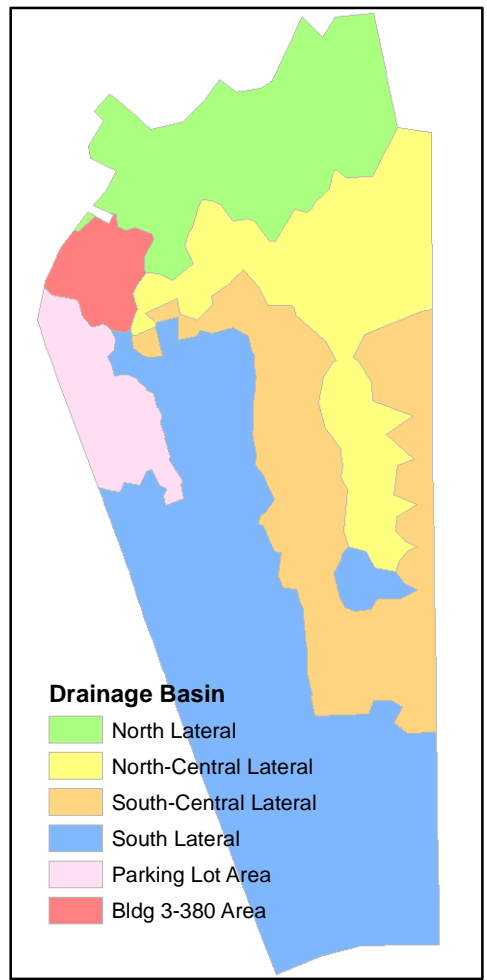 Drainage Basin
North Lateral
North-Central Lateral
South-Central Lateral
South Lateral
Parking Lot Area
Bldg 3-380 Area